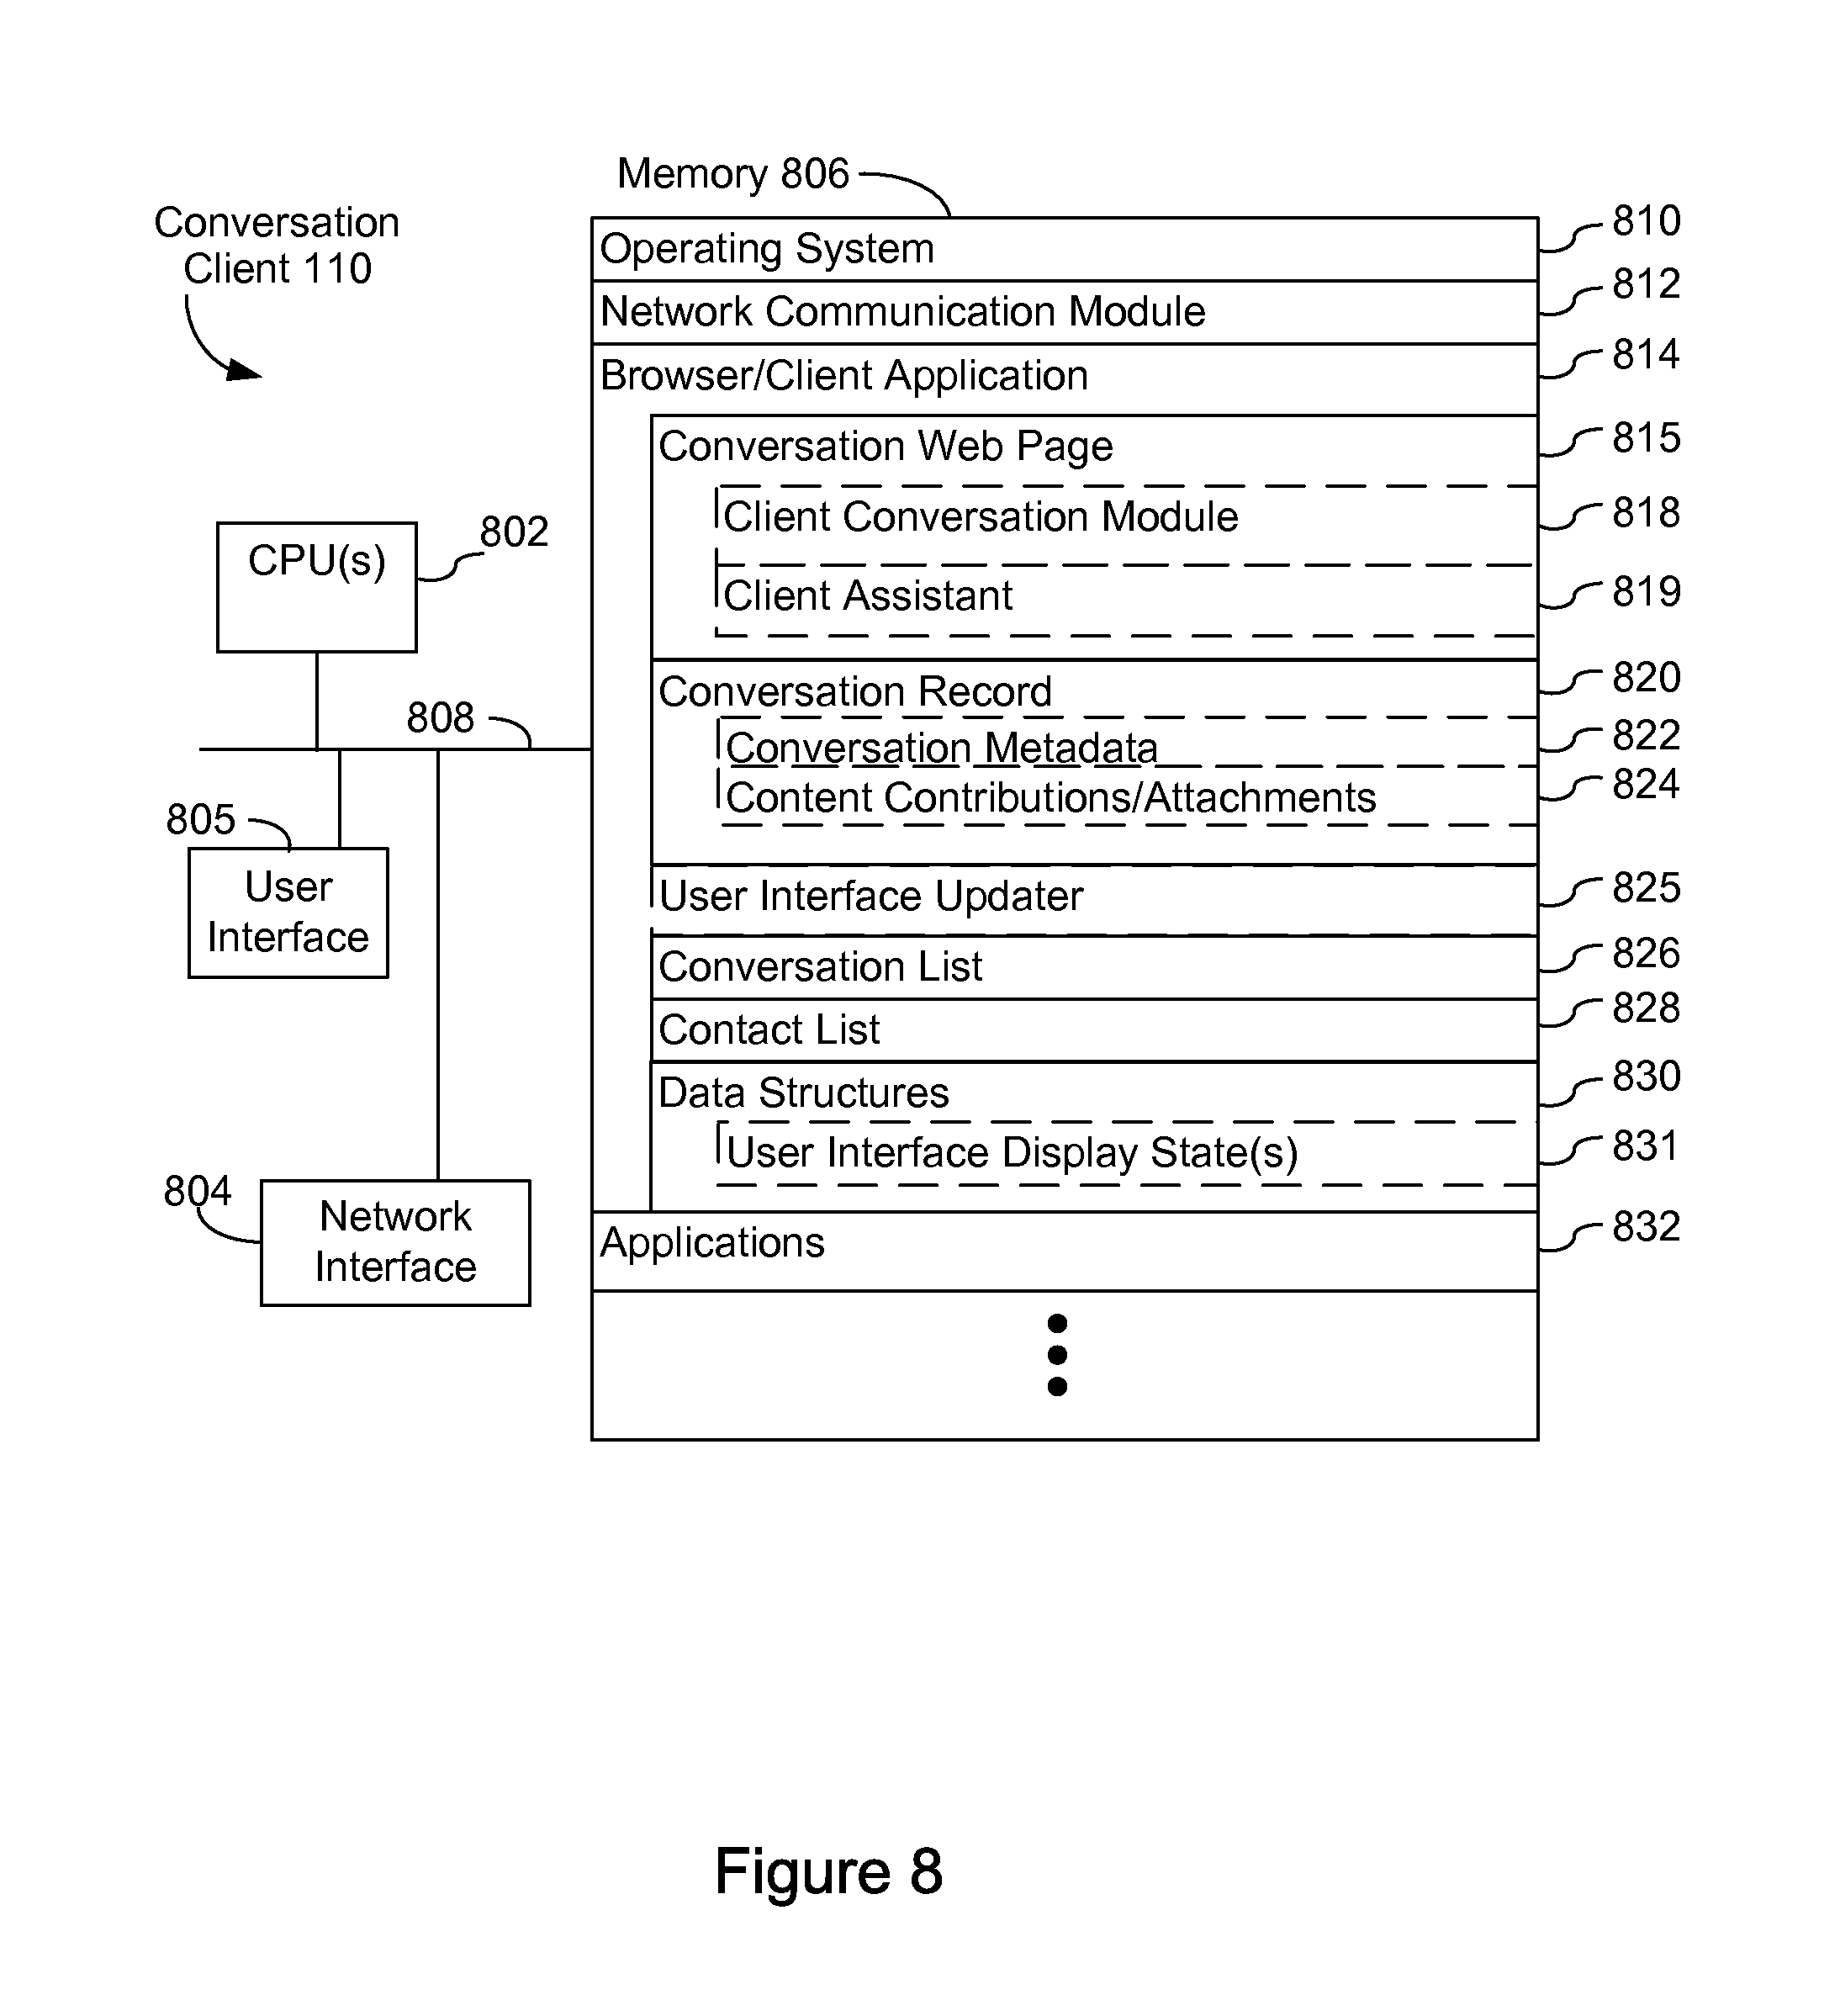 Memory 806
Conversation
Client 110
Operating System
810
Network Communication Module
812
Browser/Client Application
814
Conversation Web Page
815
Client Conversation Module
818
Client Assistant
819
CPU(s)
802
Conversation Record
820
808
Conversation Metadata
822
Content Contributions/Attachments
824
805
User
Interface
User Interface Updater
825
Conversation List
826
Contact List
828
Data Structures
830
User Interface Display State(s)
831
804
Network
Interface
Applications
832
Figure 8